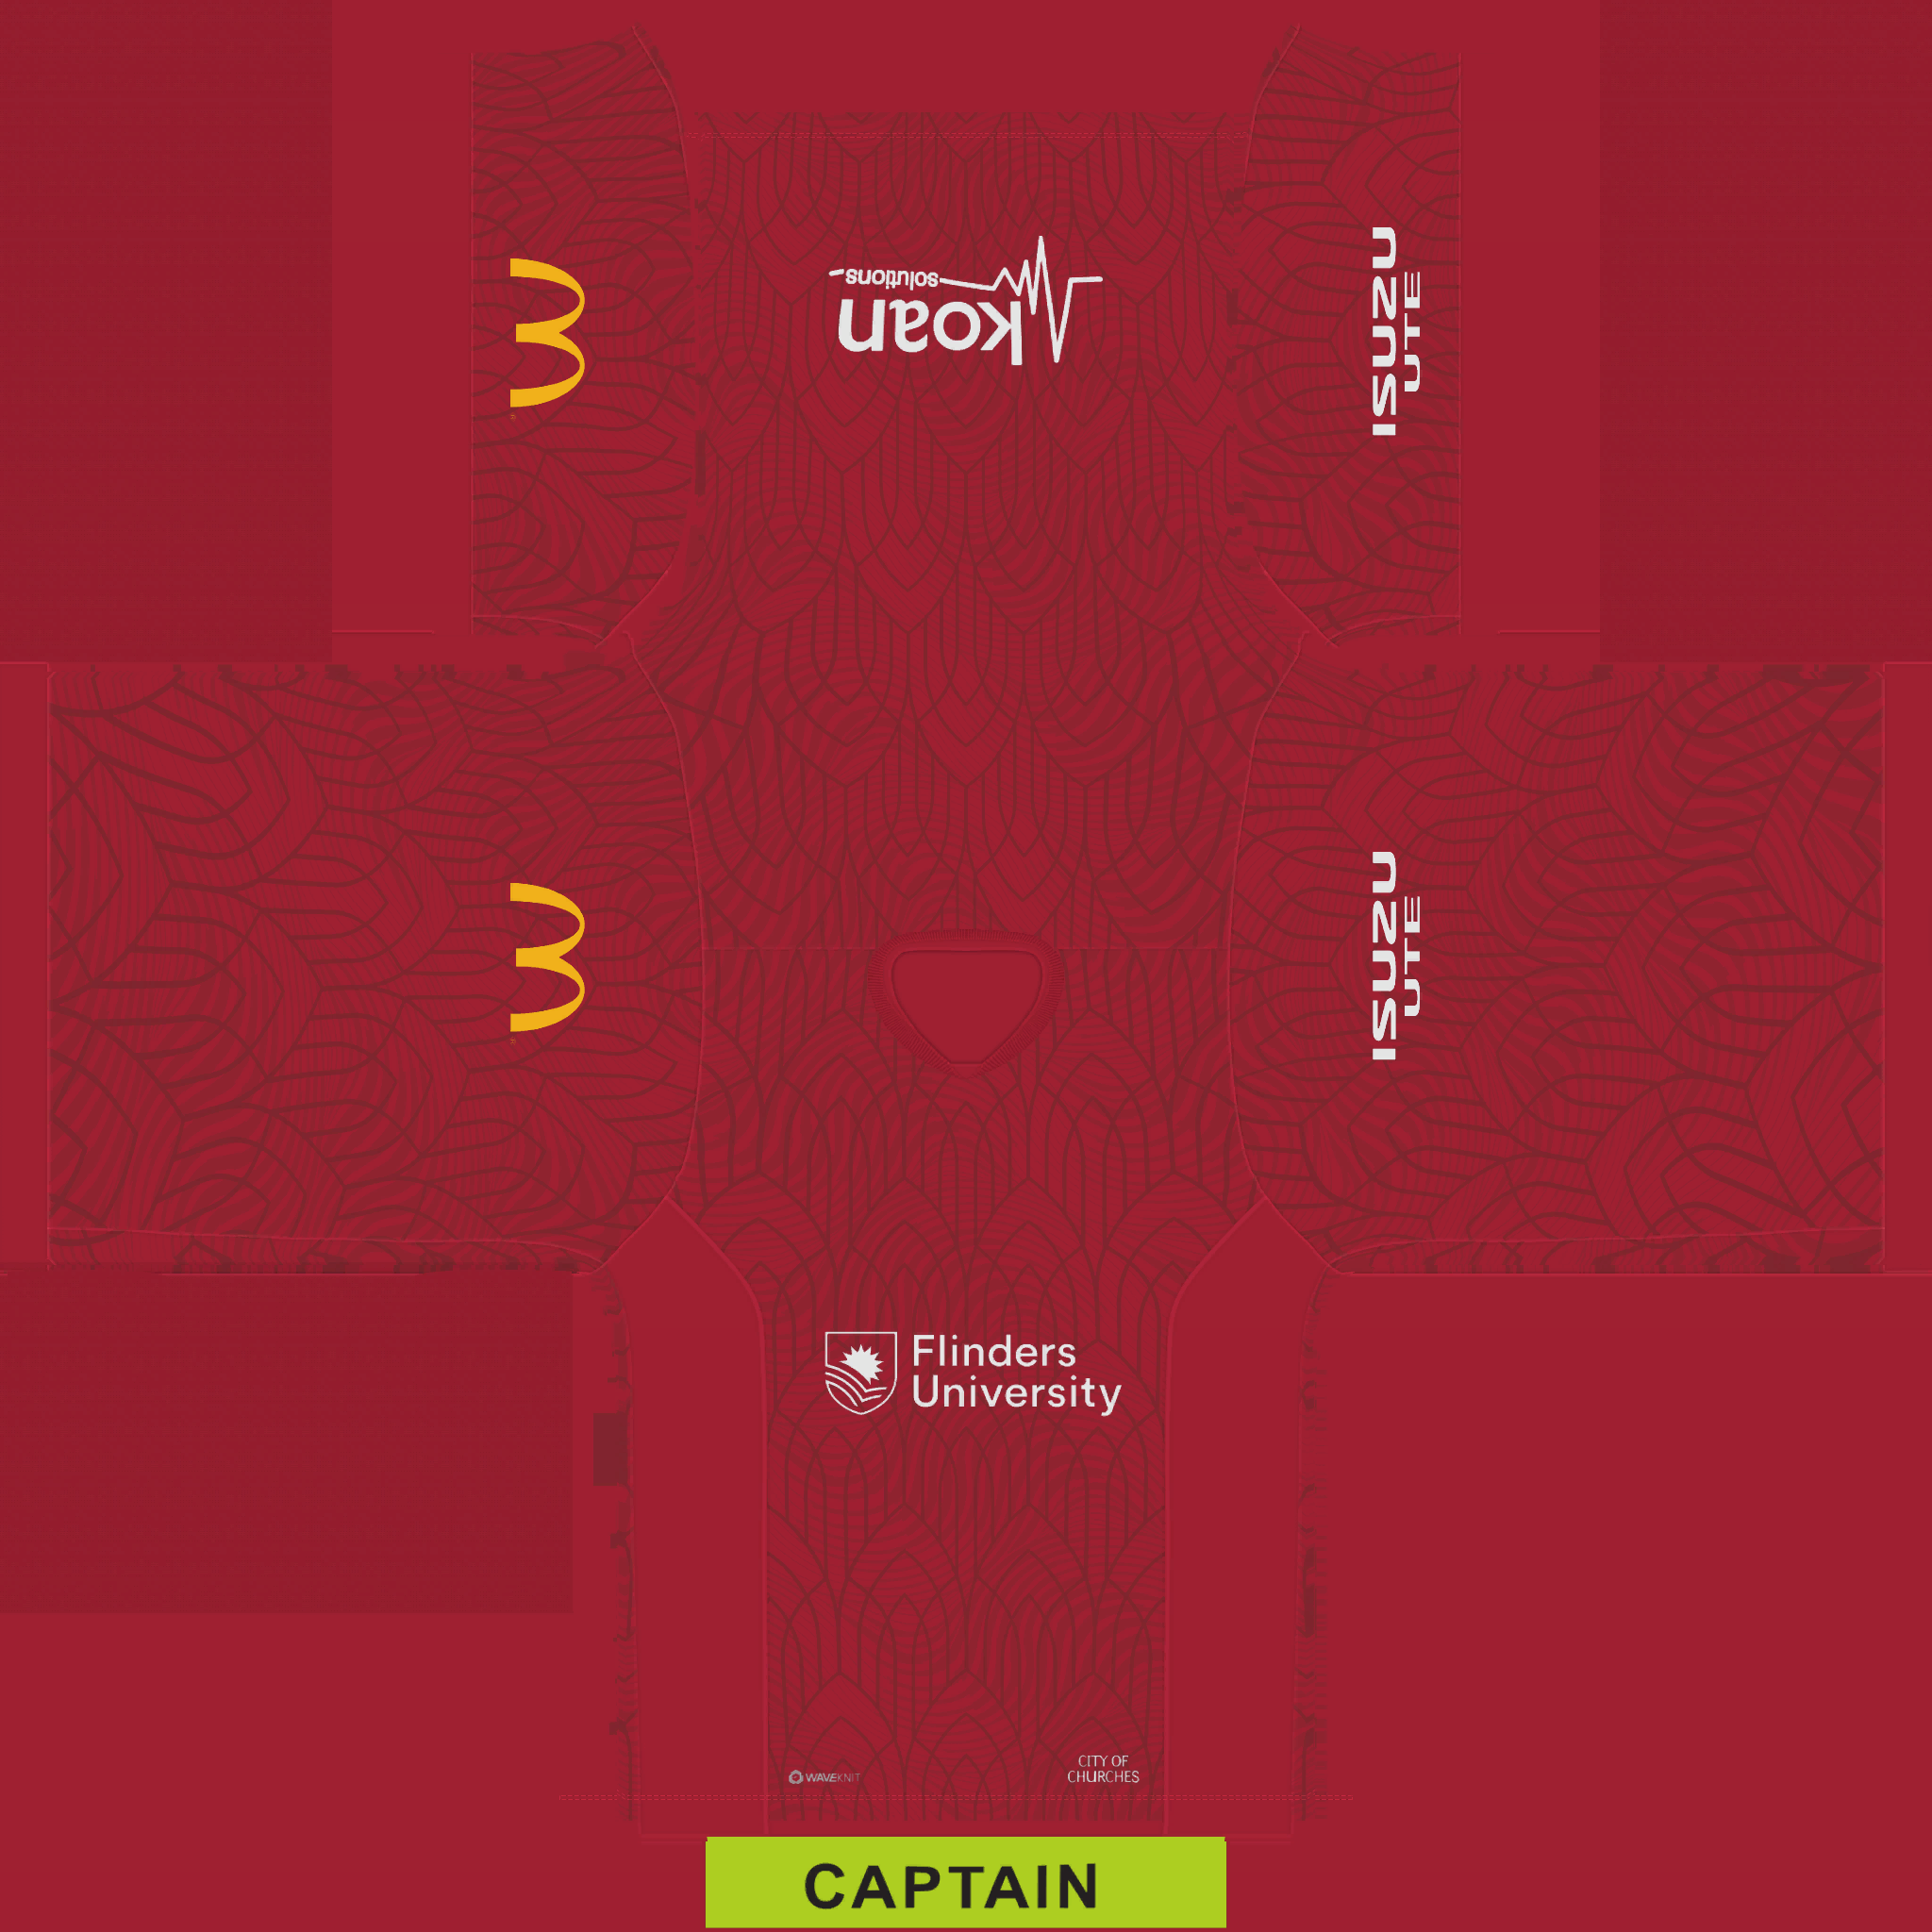 koan
solutions
ISUZU
UTE
ISUZU
UTE
Flinders
University
WAVEKNIT
CITY OF
CHURCHES
CAPTAIN